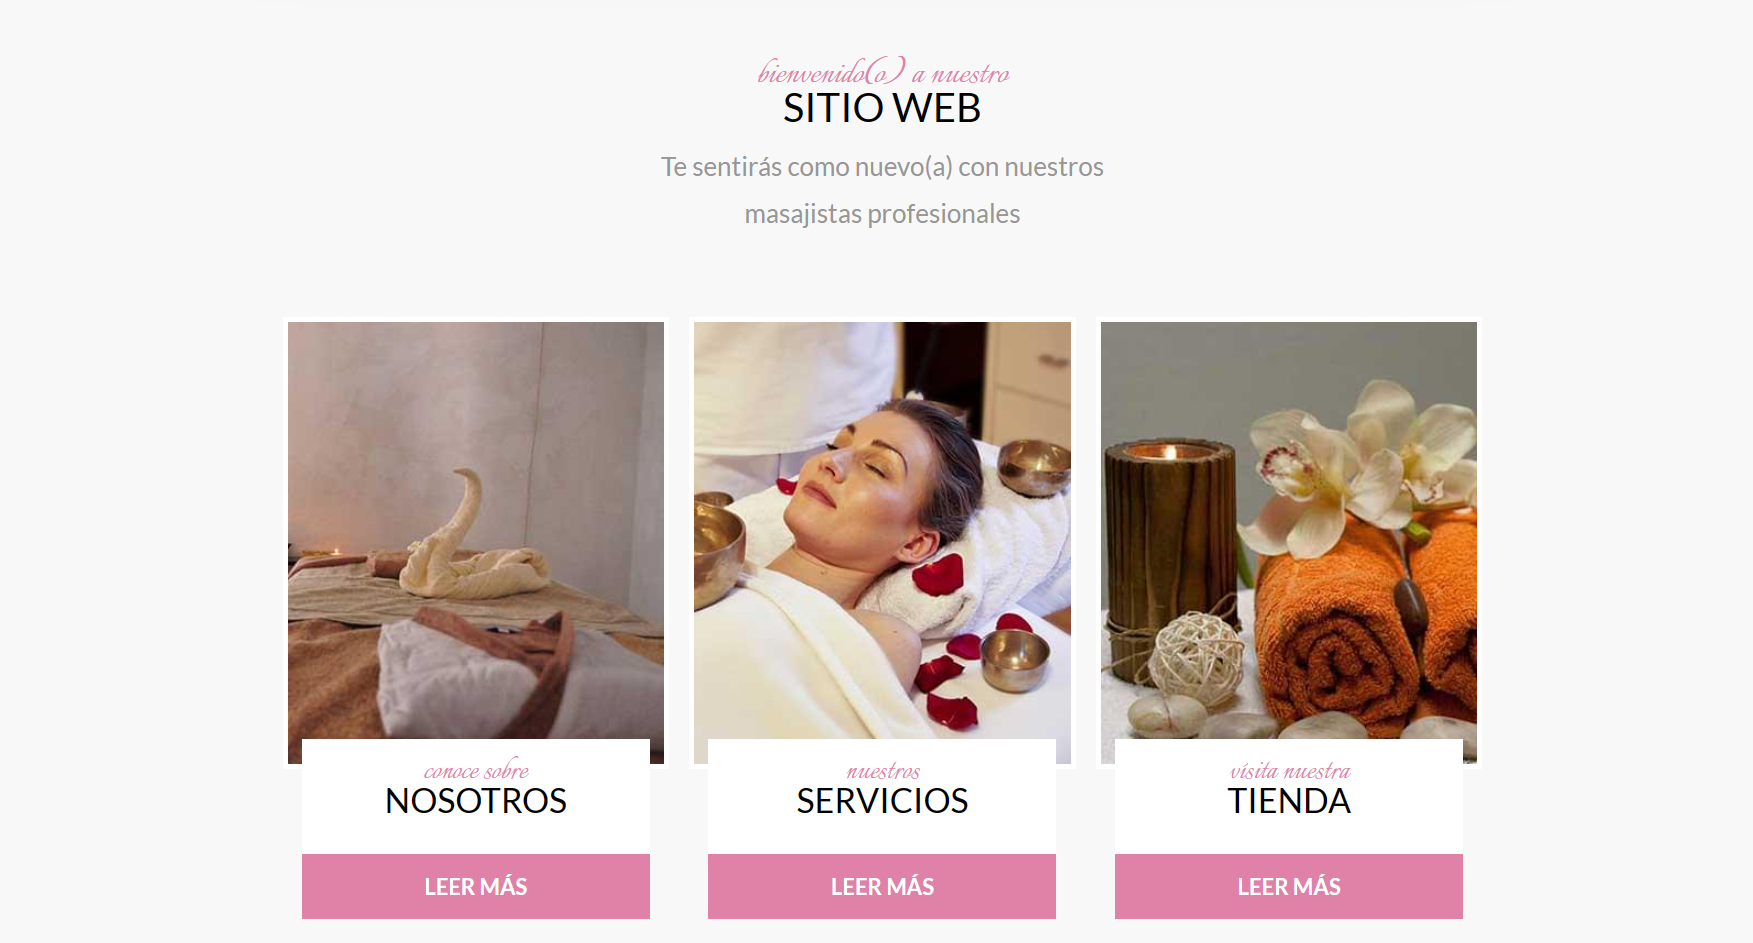 bienvenido(o) a nuestro
SITIO WEB
Te sentirás como nuevo(a) con nuestros
masajistas profesionales
conoce sobre
NOSOTROS
LEER MÁS
nuestros
SERVICIOS
LEER MÁS
vísita nuestra
TIENDA
LEER MÁS